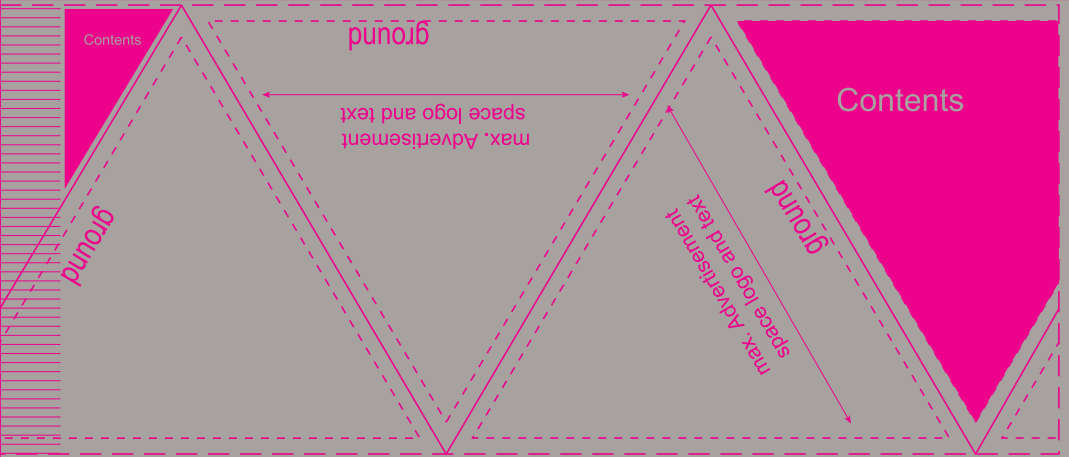 Contents
ground
ground
max. Advertisement
space logo and text
ground
max. Advertisement
space logo and text
Contents